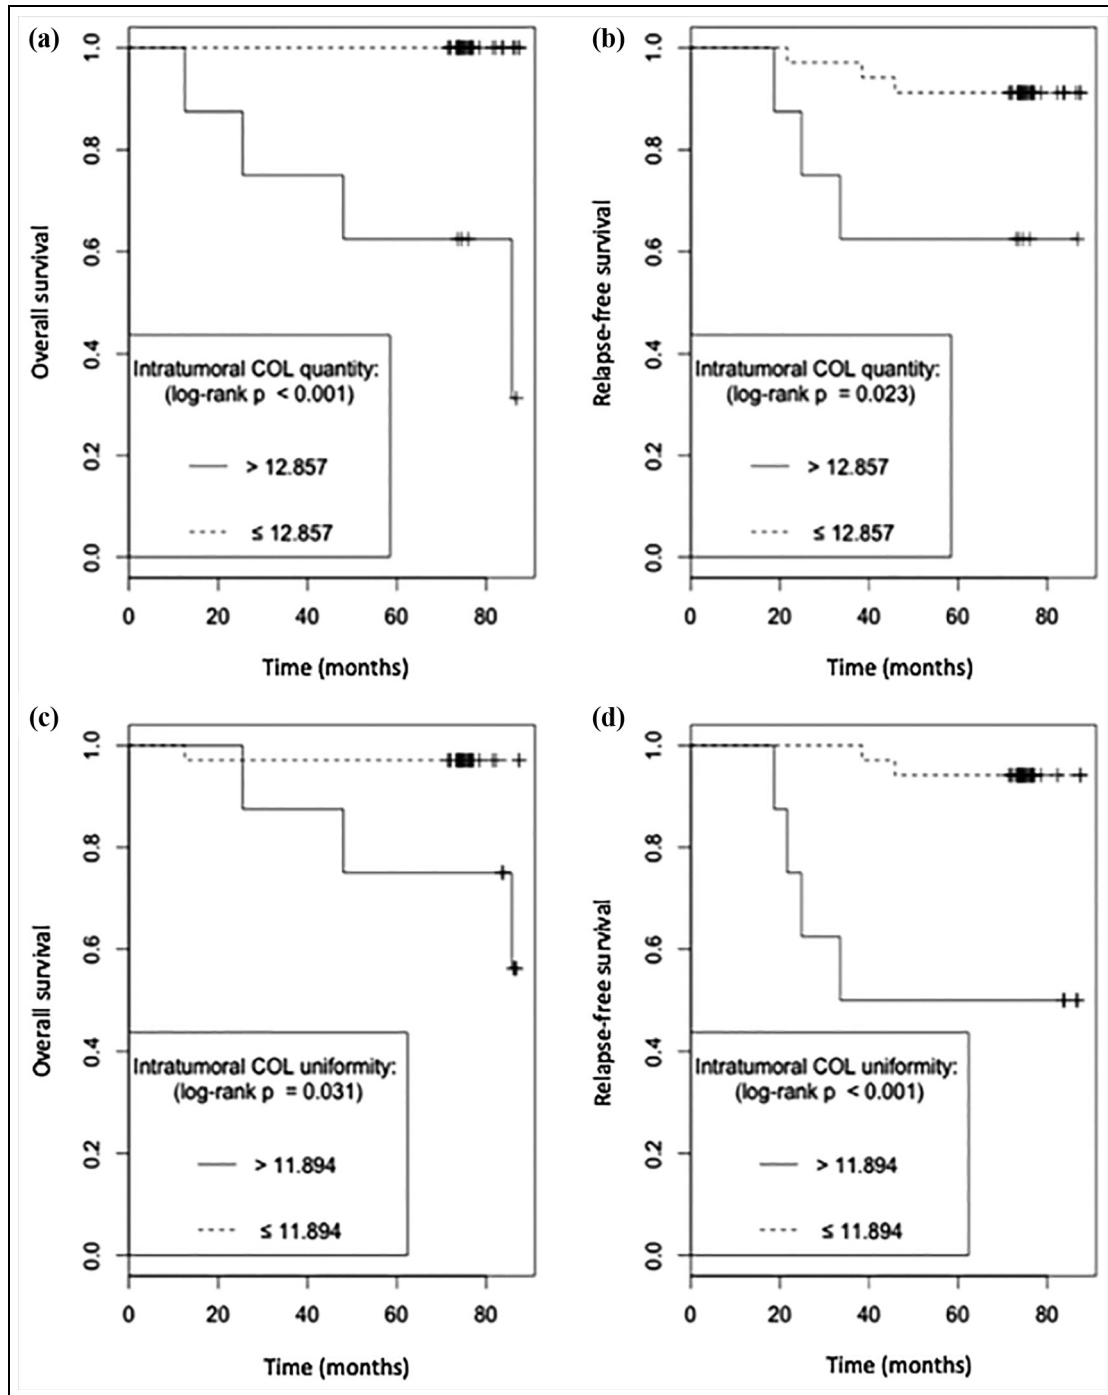 (a)
Overall survival
1.0
0.8
0.6
0.4
0.2
0.0
Intratumoral COL quantity:
(log-rank p < 0.001)
> 12.857
≤ 12.857
0 20 40 60 80
Time (months)
(b)
Relapse-free survival
1.0
0.8
0.6
0.4
0.2
0.0
Intratumoral COL quantity:
(log-rank p = 0.023)
> 12.857
≤ 12.857
0 20 40 60 80
Time (months)
(c)
Overall survival
1.0
0.8
0.6
0.4
0.2
0.0
Intratumoral COL uniformity:
(log-rank p = 0.031)
> 11.894
≤ 11.894
0 20 40 60 80
Time (months)
(d)
Relapse-free survival
1.0
0.8
0.6
0.4
0.2
0.0
Intratumoral COL uniformity:
(log-rank p < 0.001)
> 11.894
≤ 11.894
0 20 40 60 80
Time (months)